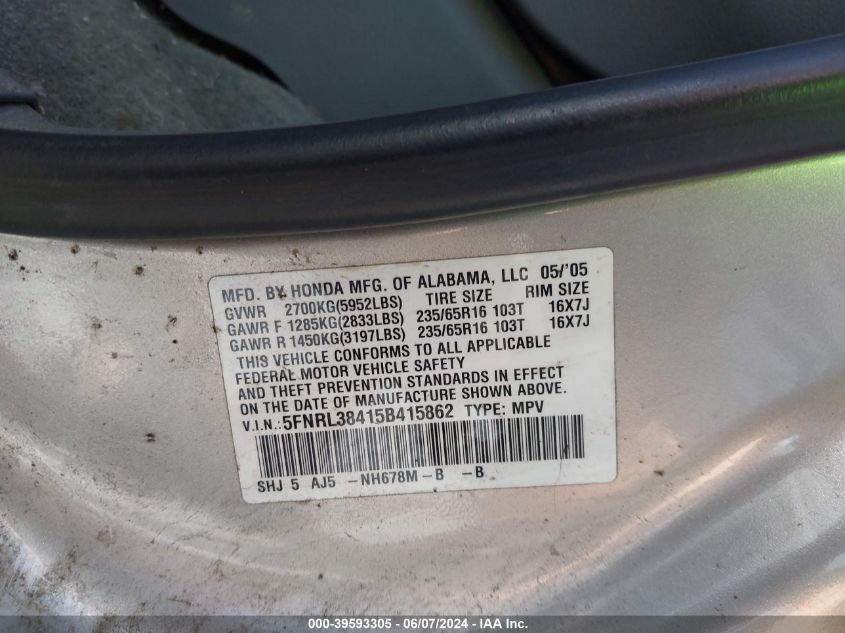 MFD. BY HONDA MFG. OF ALABAMA, LLC 05/'05
GVWR 2700KG(5952LBS) TIRE SIZE RIM SIZE
GAWR F 1285KG(2833LBS) 235/65R16 103T 16X7J
GAWR R 1450KG(3197LBS) 235/65R16 103T 16X7J
THIS VEHICLE CONFORMS TO ALL APPLICABLE
FEDERAL MOTOR VEHICLE SAFETY
AND THEFT PREVENTION STANDARDS IN EFFECT
ON THE DATE OF MANUFACTURE SHOWN ABOVE.
V.I.N.:5FNRL38415B415862 TYPE: MPV
SHJ 5 AJ5 -NH678M-B -B
000-39593305 - 06/07/2024 - IAA Inc.